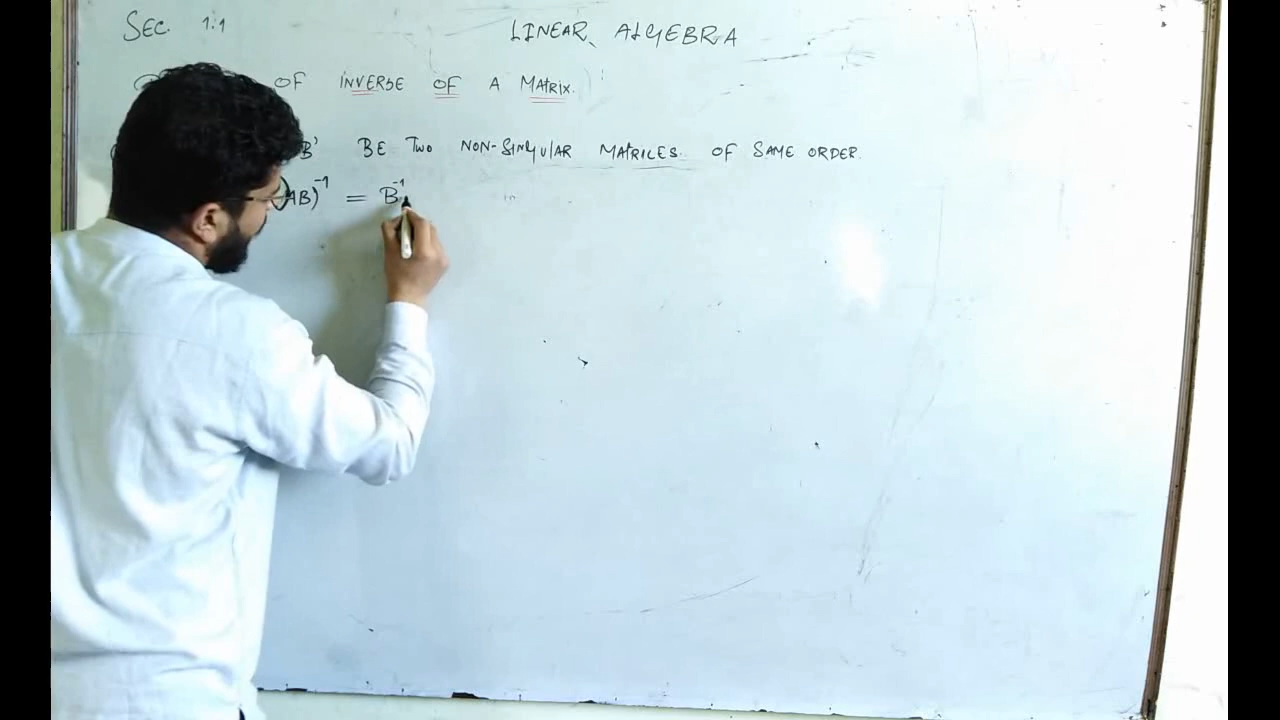 SEC. 1.1 LINEAR ALGEBRA
OF INVERSE OF A MATRIX.
B' BE TWO NON-SINGULAR MATRICES OF SAME ORDER.
(AB)⁻¹ = B⁻¹